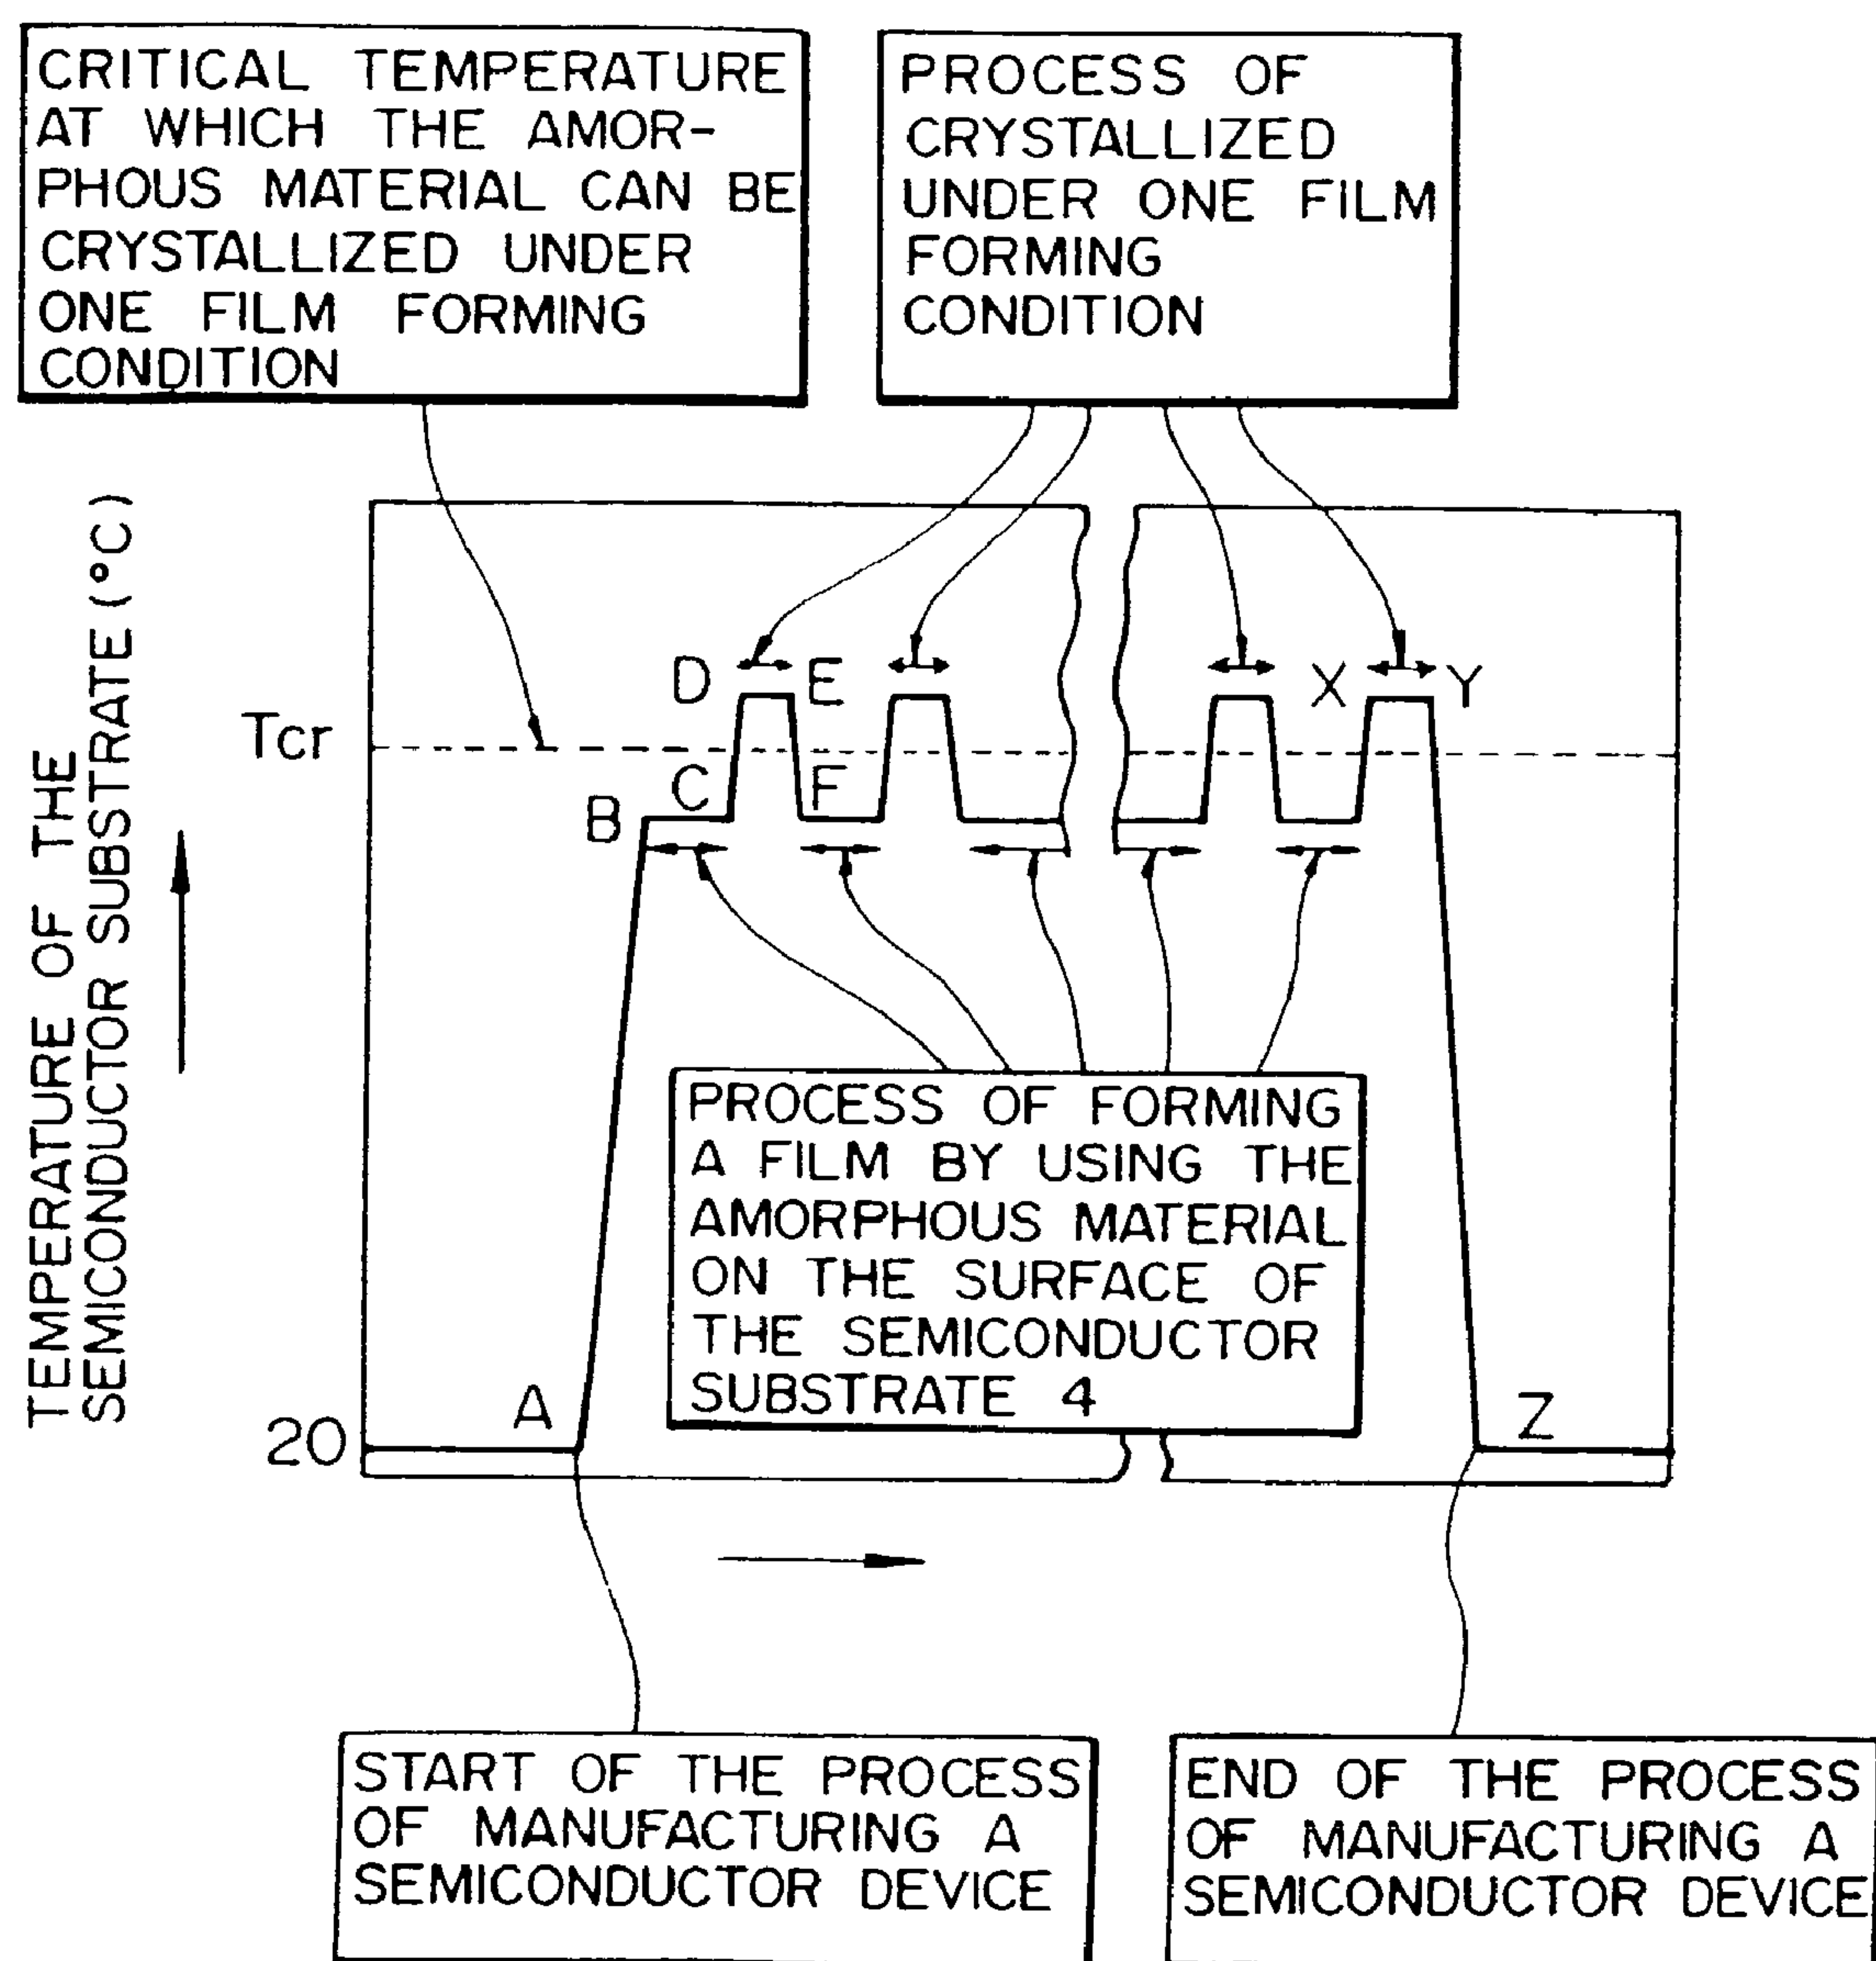 CRITICAL TEMPERATURE
AT WHICH THE AMOR-
PHOUS MATERIAL CAN BE
CRYSTALLIZED UNDER
ONE FILM FORMING
CONDITION
PROCESS OF
CRYSTALLIZED
UNDER ONE FILM
FORMING
CONDITION
TEMPERATURE OF THE
SEMICONDUCTOR SUBSTRATE (°C)
D E X Y
Tcr
C F
B
PROCESS OF FORMING
A FILM BY USING THE
AMORPHOUS MATERIAL
ON THE SURFACE OF
THE SEMICONDUCTOR
SUBSTRATE 4
A Z
20
START OF THE PROCESS
OF MANUFACTURING A
SEMICONDUCTOR DEVICE
END OF THE PROCESS
OF MANUFACTURING A
SEMICONDUCTOR DEVICE